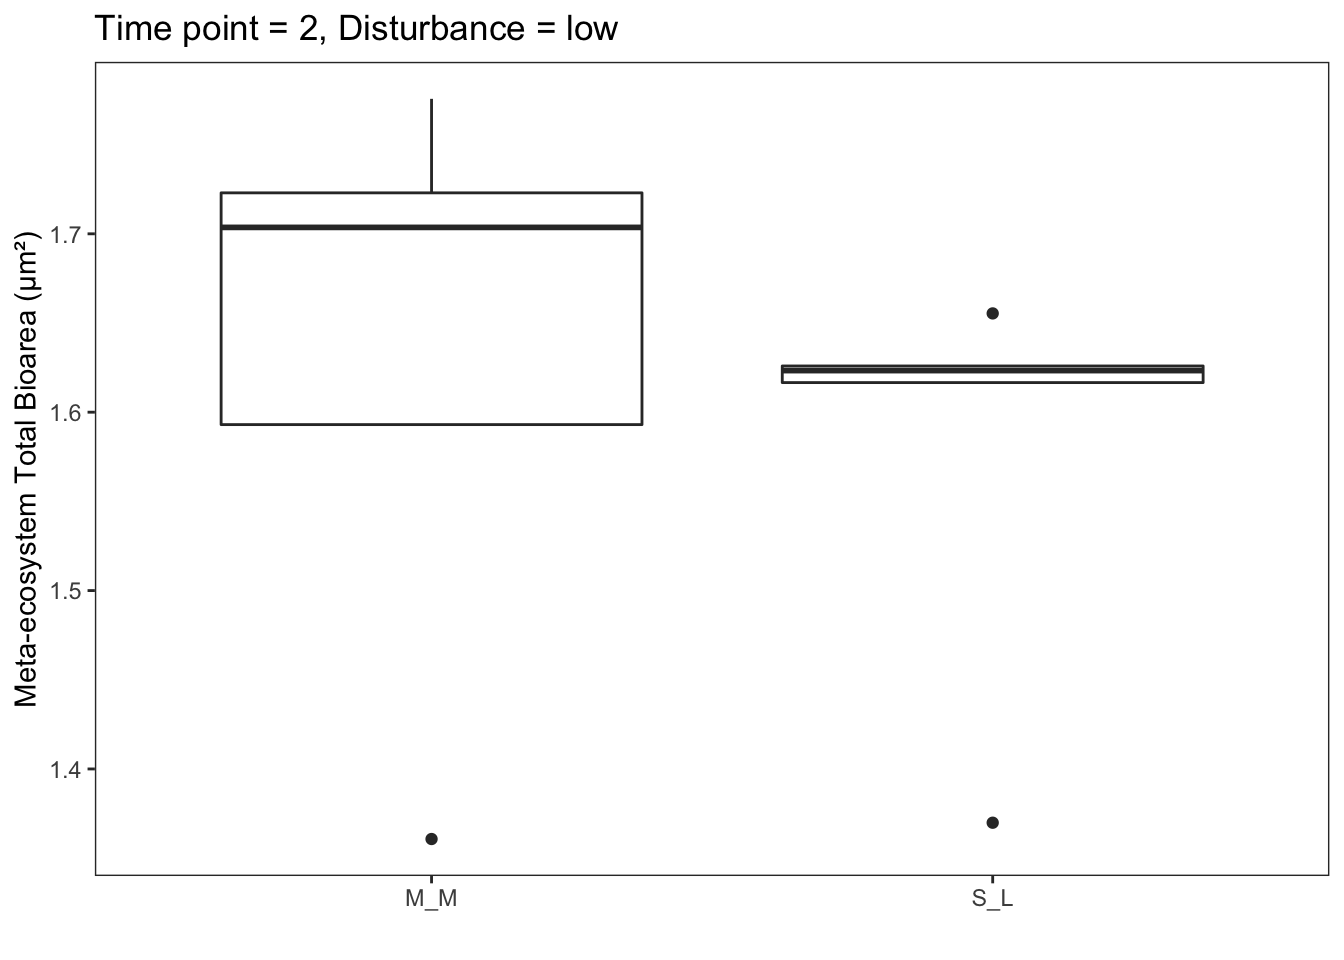 Time point = 2, Disturbance = low
Meta-ecosystem Total Bioarea (µm²)
1.7
1.6
1.5
1.4
M_M
S_L